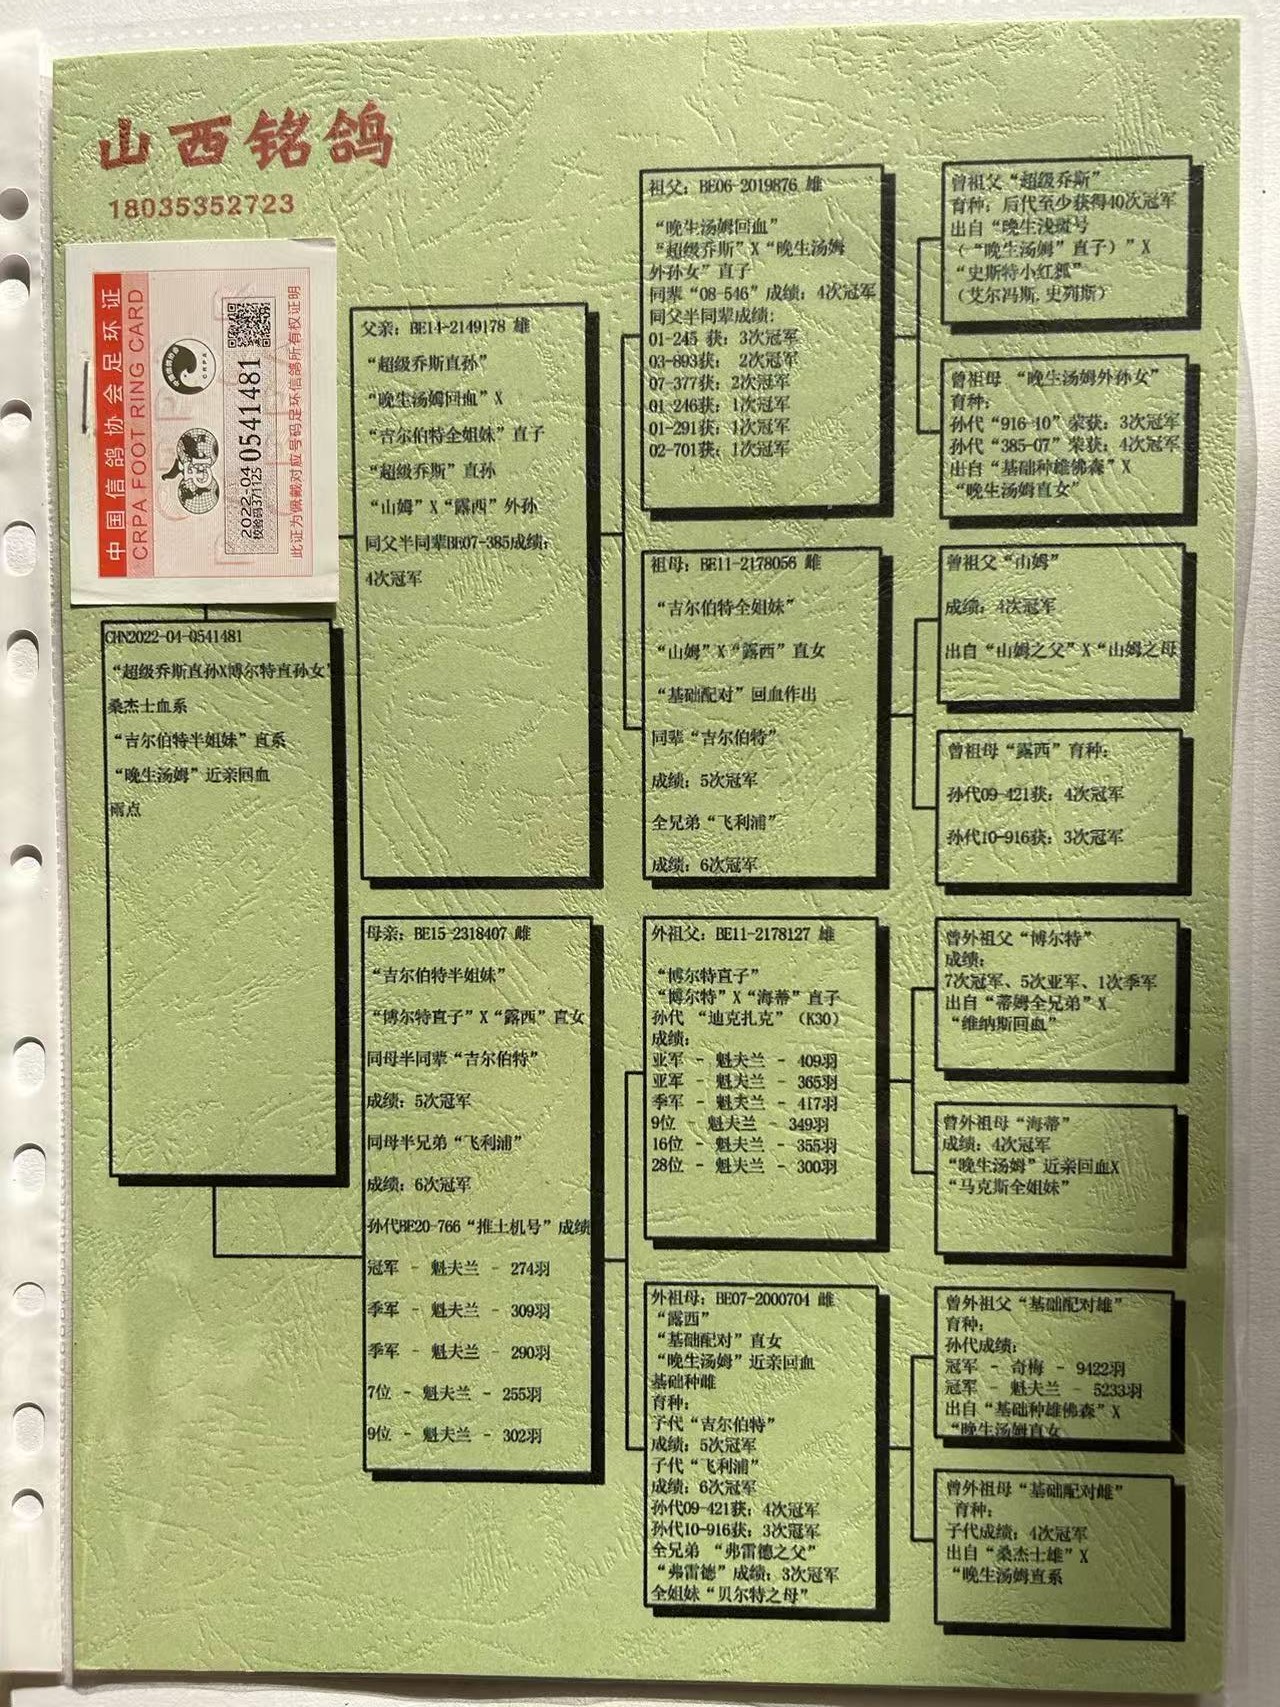 山西铭鸽
18035352723
中国信鸽协会足环证
CRPA FOOT RING CARD
CRPA
2022-04 0541481
校验码371125
此证为佩戴对应号码足环信鸽所有权证明
CHN2022-04-0541481
“超级乔斯直孙X博尔特直孙女”
桑杰士血系
“吉尔伯特半姐妹”直系
“晚生汤姆”近亲回血
雨点
父亲：BE14-2149178 雄
“超级乔斯直孙”
“晚生汤姆回血”X
“吉尔伯特全姐妹”直子
“超级乔斯”直孙
“山姆”X“露西”外孙
同父半同辈BE07-385成绩：
4次冠军
母亲：BE15-2318407 雌
“吉尔伯特半姐妹”
“博尔特直子”X“露西”直女
同母半同辈“吉尔伯特”
成绩：5次冠军
同母半兄弟“飞利浦”
成绩：6次冠军
孙代BE20-766“推土机号”成绩
冠军 - 魁夫兰 - 274羽
季军 - 魁夫兰 - 309羽
季军 - 魁夫兰 - 290羽
7位 - 魁夫兰 - 255羽
9位 - 魁夫兰 - 302羽
祖父：BE06-2019876 雄
“晚生汤姆回血”
“超级乔斯”X“晚生汤姆
外孙女”直子
同辈“08-546”成绩：4次冠军
同父半同辈成绩：
01-245 获：3次冠军
03-893获： 2次冠军
07-377获：2次冠军
01-246获：1次冠军
01-291获：1次冠军
02-701获：1次冠军
祖母：BE11-2178056 雌
“吉尔伯特全姐妹”
“山姆”X“露西”直女
“基础配对”回血作出
同辈“吉尔伯特”
成绩：5次冠军
全兄弟“飞利浦”
成绩：6次冠军
外祖父：BE11-2178127 雄
“博尔特直子”
“博尔特”X“海蒂”直子
孙代 “迪克扎克”（K30）
成绩：
亚军 - 魁夫兰 - 409羽
亚军 - 魁夫兰 - 365羽
季军 - 魁夫兰 - 417羽
9位 - 魁夫兰 - 349羽
16位 - 魁夫兰 - 355羽
28位 - 魁夫兰 - 300羽
外祖母：BE07-2000704 雌
“露西”
“基础配对”直女
“晚生汤姆”近亲回血
基础种雌
育种：
子代“吉尔伯特”
成绩：5次冠军
子代“飞利浦”
成绩：6次冠军
孙代09-421获：4次冠军
孙代10-916获：3次冠军
全兄弟 “弗雷德之父”
“弗雷德”成绩：3次冠军
全姐妹“贝尔特之母”
曾祖父“超级乔斯”
育种：后代至少获得40次冠军
出自“晚生浅斑号
（“晚生汤姆”直子）”X
“史斯特小红狐”
（艾尔冯斯.史列斯）
曾祖母 “晚生汤姆外孙女”
育种：
孙代“916-10”荣获：3次冠军
孙代“385-07”荣获：4次冠军
出自“基础种雄佛森”X
“晚生汤姆直女”
曾祖父“山姆”
成绩：4次冠军
出自“山姆之父”X“山姆之母
曾祖母“露西”育种：
孙代09-421获：4次冠军
孙代10-916获：3次冠军
曾外祖父“博尔特”
成绩：
7次冠军、5次亚军、1次季军
出自“蒂姆全兄弟”X
“维纳斯回血”
曾外祖母“海蒂”
成绩：4次冠军
“晚生汤姆”近亲回血X
“马克斯全姐妹”
曾外祖父“基础配对雄”
育种：
孙代成绩：
冠军 - 奇梅 - 9422羽
冠军 - 魁夫兰 - 5233羽
出自“基础种雄佛森”X
“晚生汤姆直女
曾外祖母“基础配对雌”
育种：
子代成绩：4次冠军
出自“桑杰士雄”X
“晚生汤姆直系